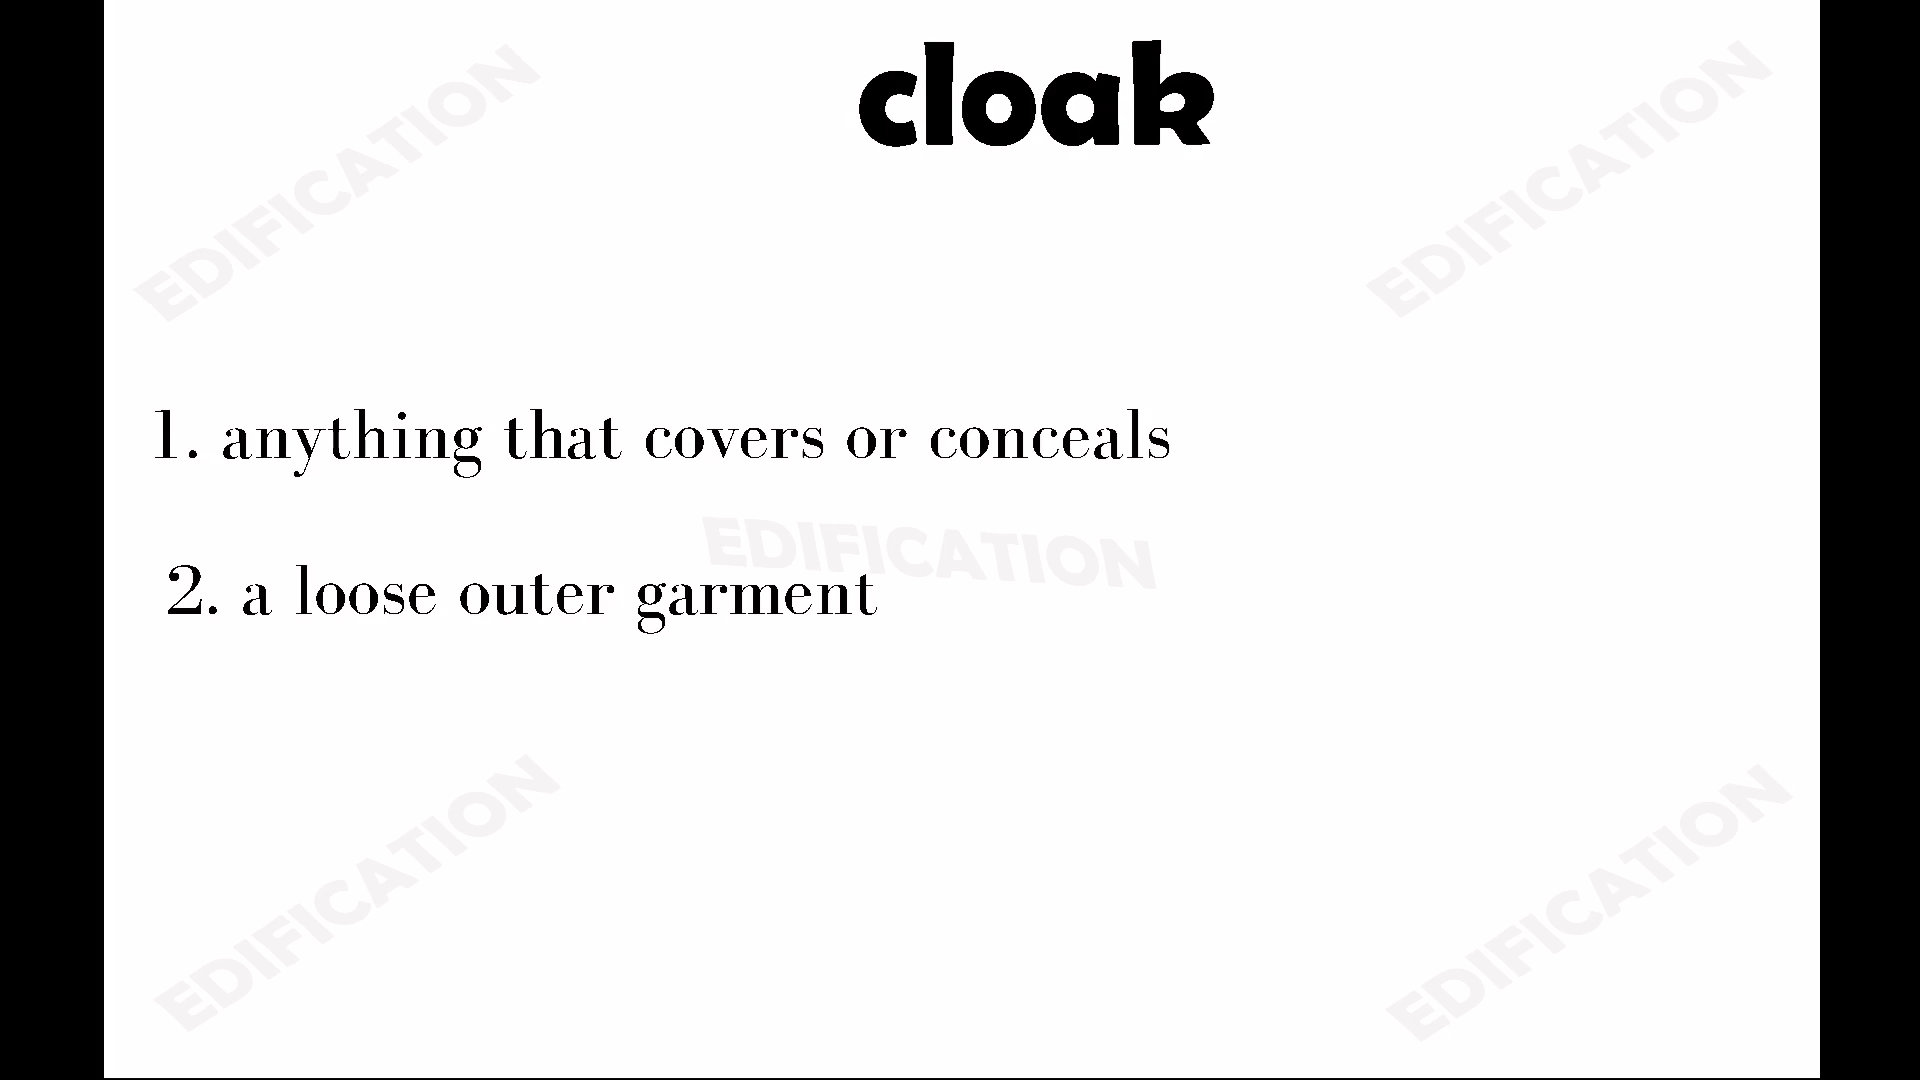 EDIFICATION
cloak
EDIFICATION
1. anything that covers or conceals
EDIFICATION
2. a loose outer garment
EDIFICATION
EDIFICATION